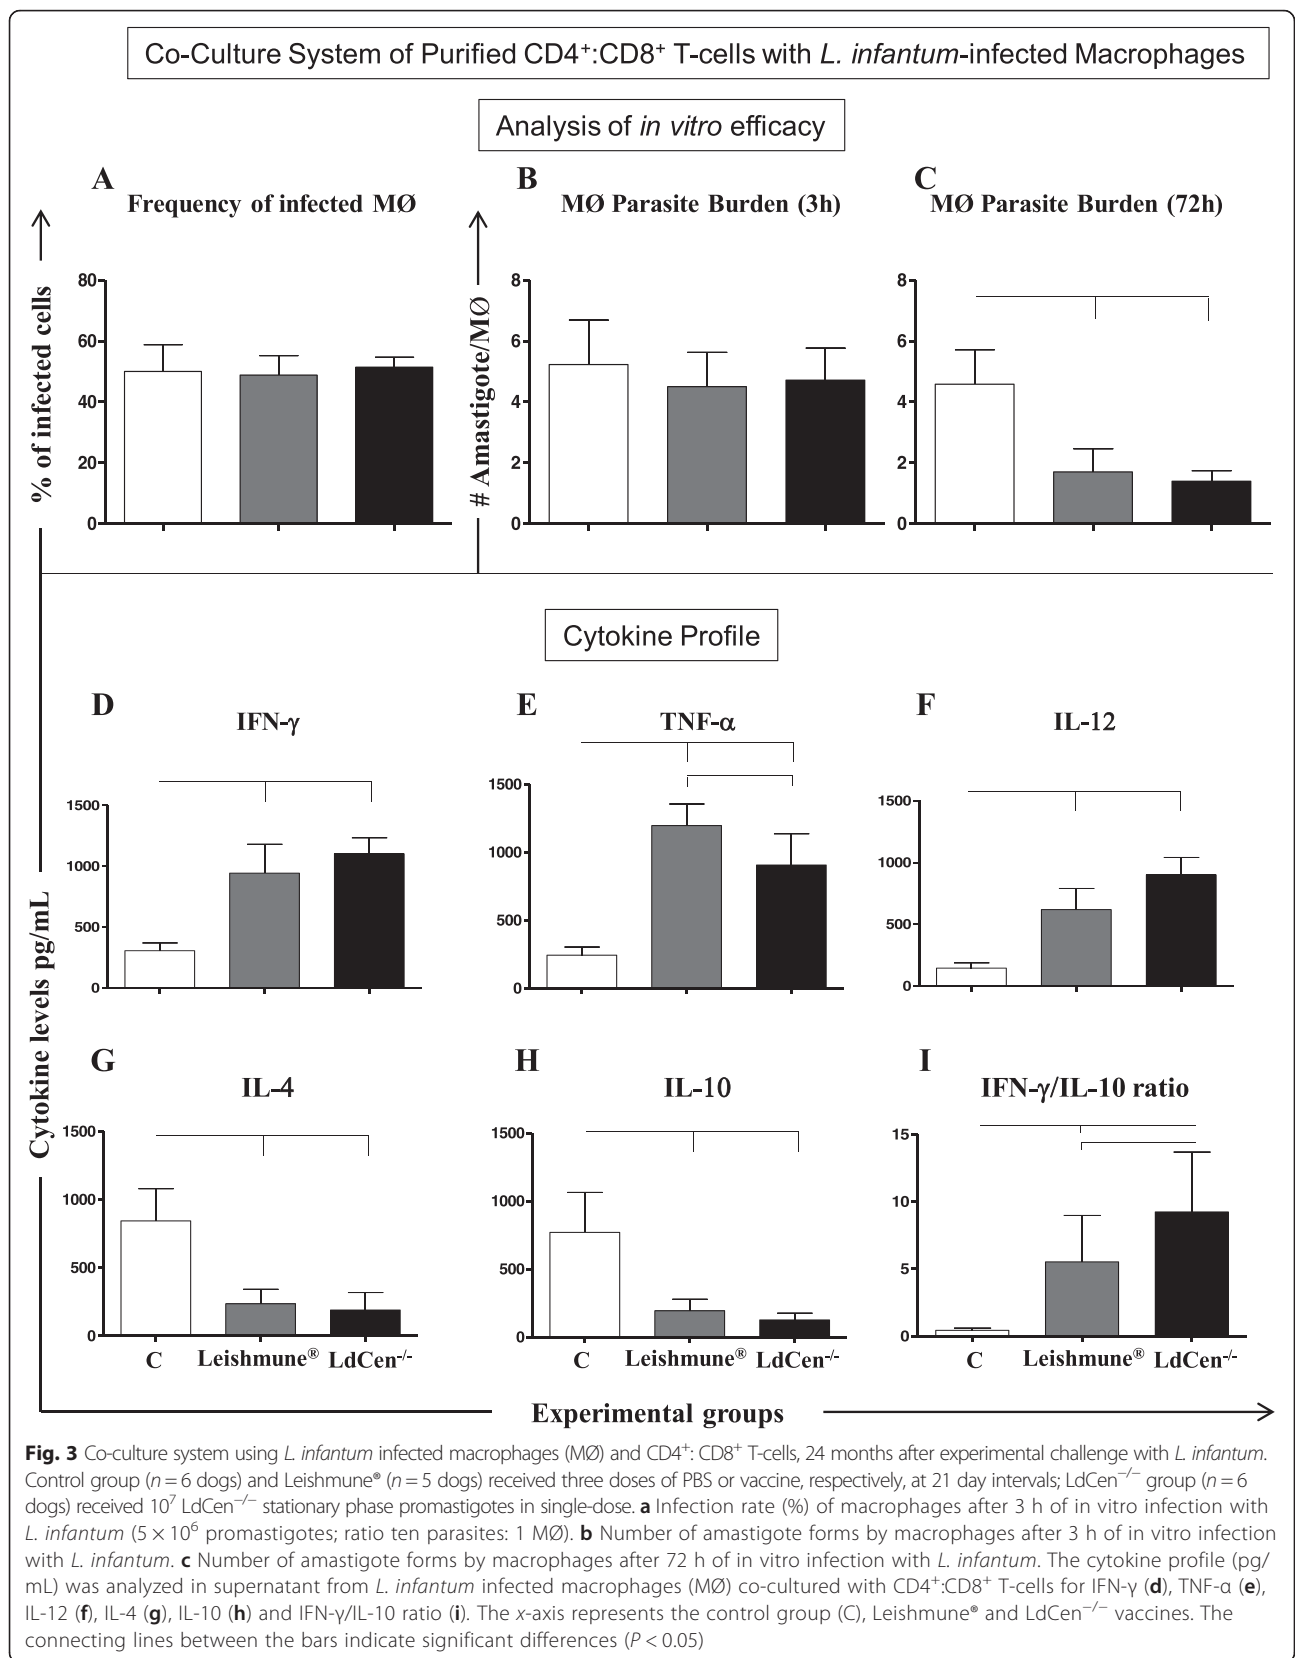 Co-Culture System of Purified CD4⁺:CD8⁺ T-cells with L. infantum-infected Macrophages
Analysis of in vitro efficacy
A
Frequency of infected MØ
B
MØ Parasite Burden (3h)
C
MØ Parasite Burden (72h)
% of infected cells
80
60
40
20
0
# Amastigote/MØ
8
6
4
2
0
8
6
4
2
0
Cytokine Profile
Cytokine levels pg/mL
D
IFN-γ
1500
1000
500
0
E
TNF-α
1500
1000
500
0
F
IL-12
1500
1000
500
0
G
IL-4
1500
1000
500
0
C Leishmune® LdCen⁻/⁻
H
IL-10
1500
1000
500
0
C Leishmune® LdCen⁻/⁻
I
IFN-γ/IL-10 ratio
15
10
5
0
C Leishmune® LdCen⁻/⁻
Experimental groups
Fig. 3 Co-culture system using L. infantum infected macrophages (MØ) and CD4⁺: CD8⁺ T-cells, 24 months after experimental challenge with L. infantum.
Control group (n = 6 dogs) and Leishmune® (n = 5 dogs) received three doses of PBS or vaccine, respectively, at 21 day intervals; LdCen⁻/⁻ group (n = 6
dogs) received 10⁷ LdCen⁻/⁻ stationary phase promastigotes in single-dose. a Infection rate (%) of macrophages after 3 h of in vitro infection with
L. infantum (5 × 10⁶ promastigotes; ratio ten parasites: 1 MØ). b Number of amastigote forms by macrophages after 3 h of in vitro infection
with L. infantum. c Number of amastigote forms by macrophages after 72 h of in vitro infection with L. infantum. The cytokine profile (pg/
mL) was analyzed in supernatant from L. infantum infected macrophages (MØ) co-cultured with CD4⁺:CD8⁺ T-cells for IFN-γ (d), TNF-α (e),
IL-12 (f), IL-4 (g), IL-10 (h) and IFN-γ/IL-10 ratio (i). The x-axis represents the control group (C), Leishmune® and LdCen⁻/⁻ vaccines. The
connecting lines between the bars indicate significant differences (P < 0.05)